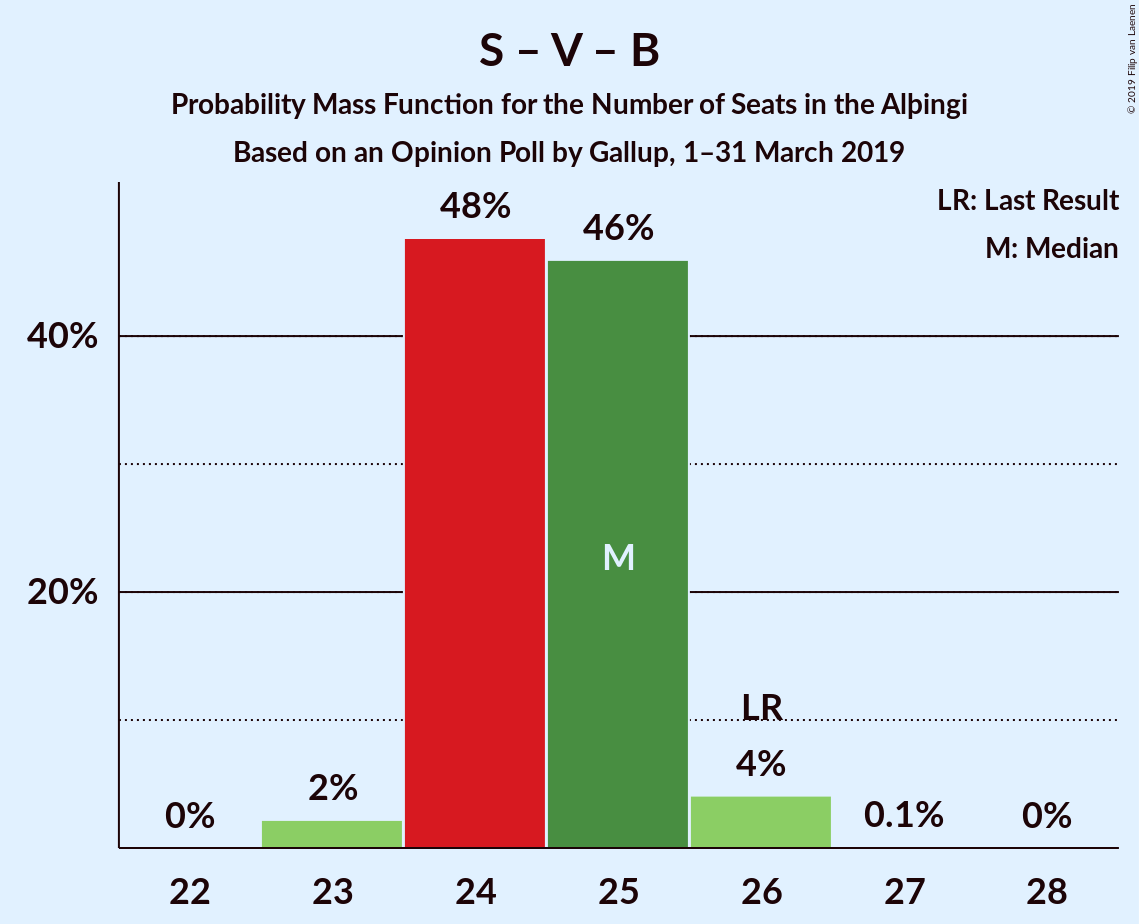 S – V – B
Probability Mass Function for the Number of Seats in the Alþingi
Based on an Opinion Poll by Gallup, 1–31 March 2019
© 2019 Filip van Laenen
LR: Last Result
M: Median
48%
46%
40%
M
20%
LR
4%
2%
0%
0.1%
0%
22 23 24 25 26 27 28